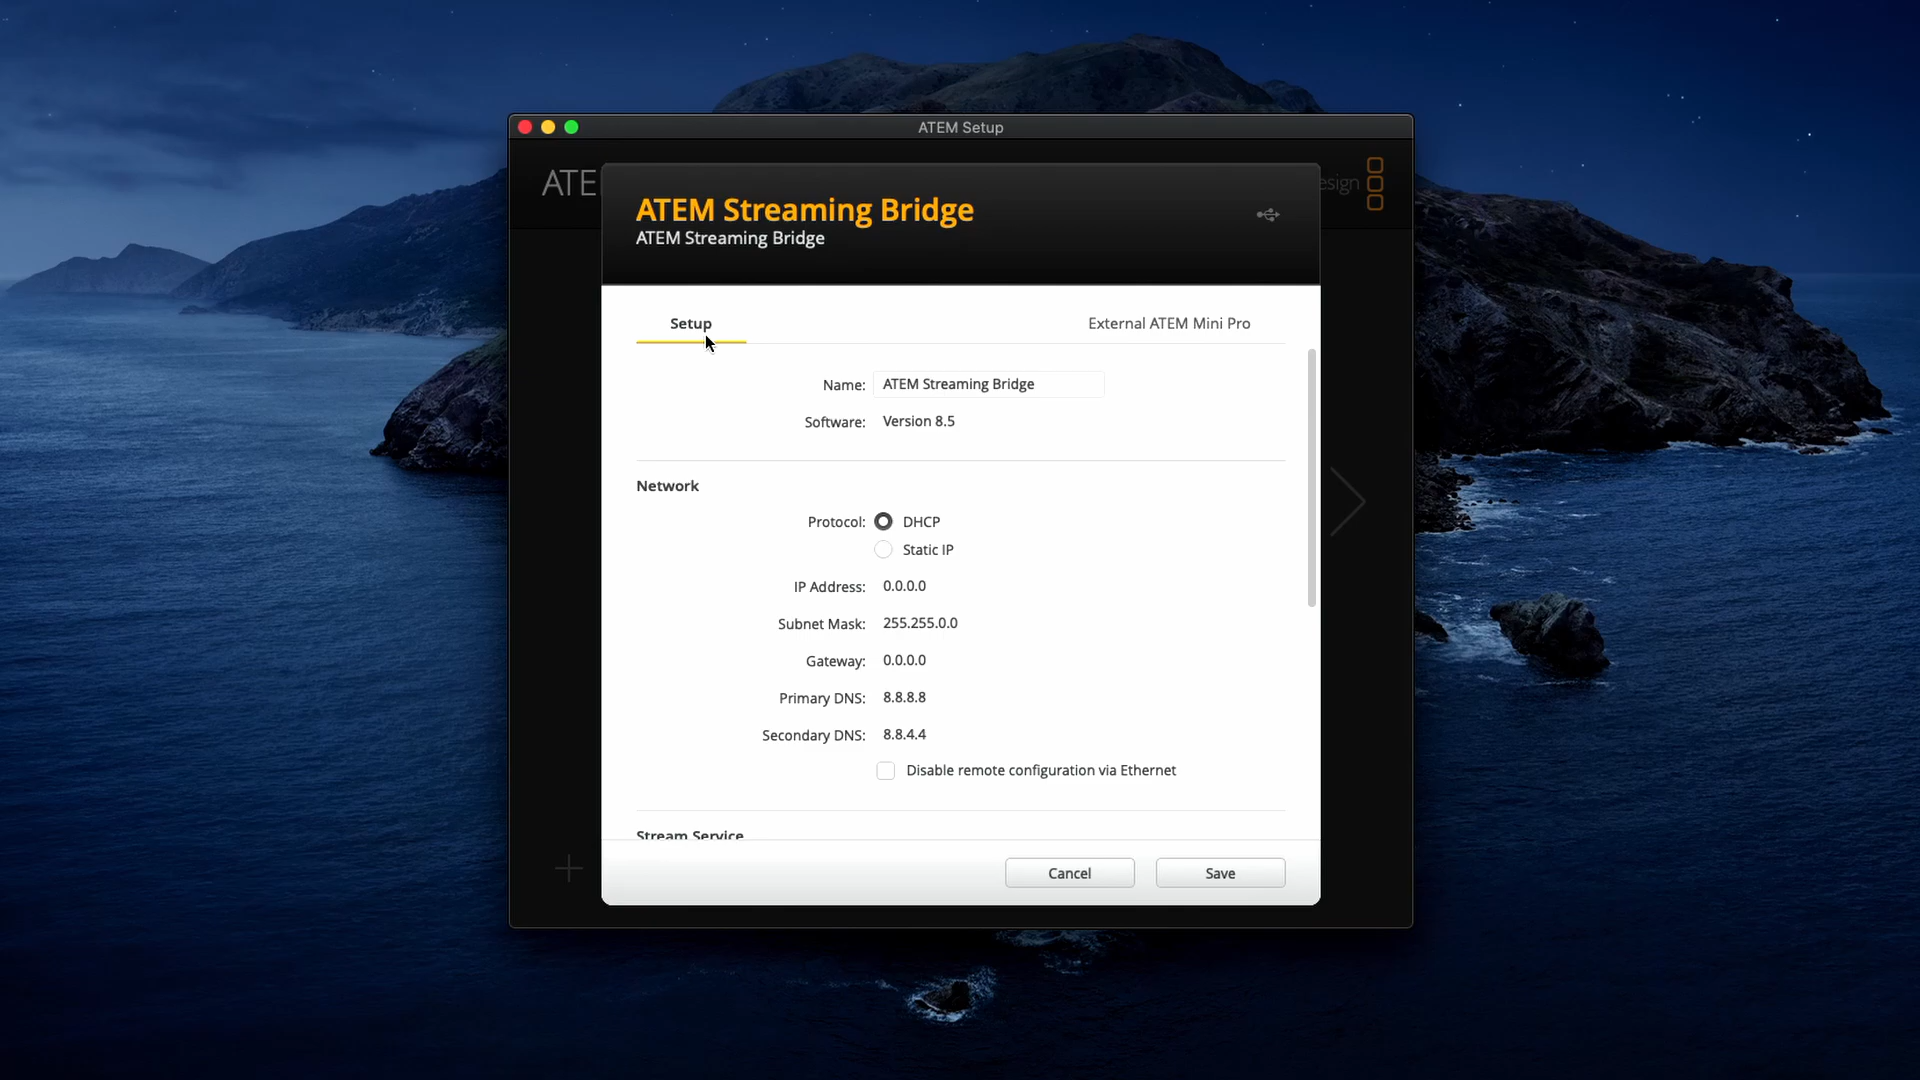 ATEM Setup
ATE
esign
ATEM Streaming Bridge
ATEM Streaming Bridge
Setup
External ATEM Mini Pro
Name: ATEM Streaming Bridge
Software: Version 8.5
Network
Protocol: DHCP
Static IP
IP Address: 0.0.0.0
Subnet Mask: 255.255.0.0
Gateway: 0.0.0.0
Primary DNS: 8.8.8.8
Secondary DNS: 8.8.4.4
Disable remote configuration via Ethernet
Stream Service
Cancel
Save